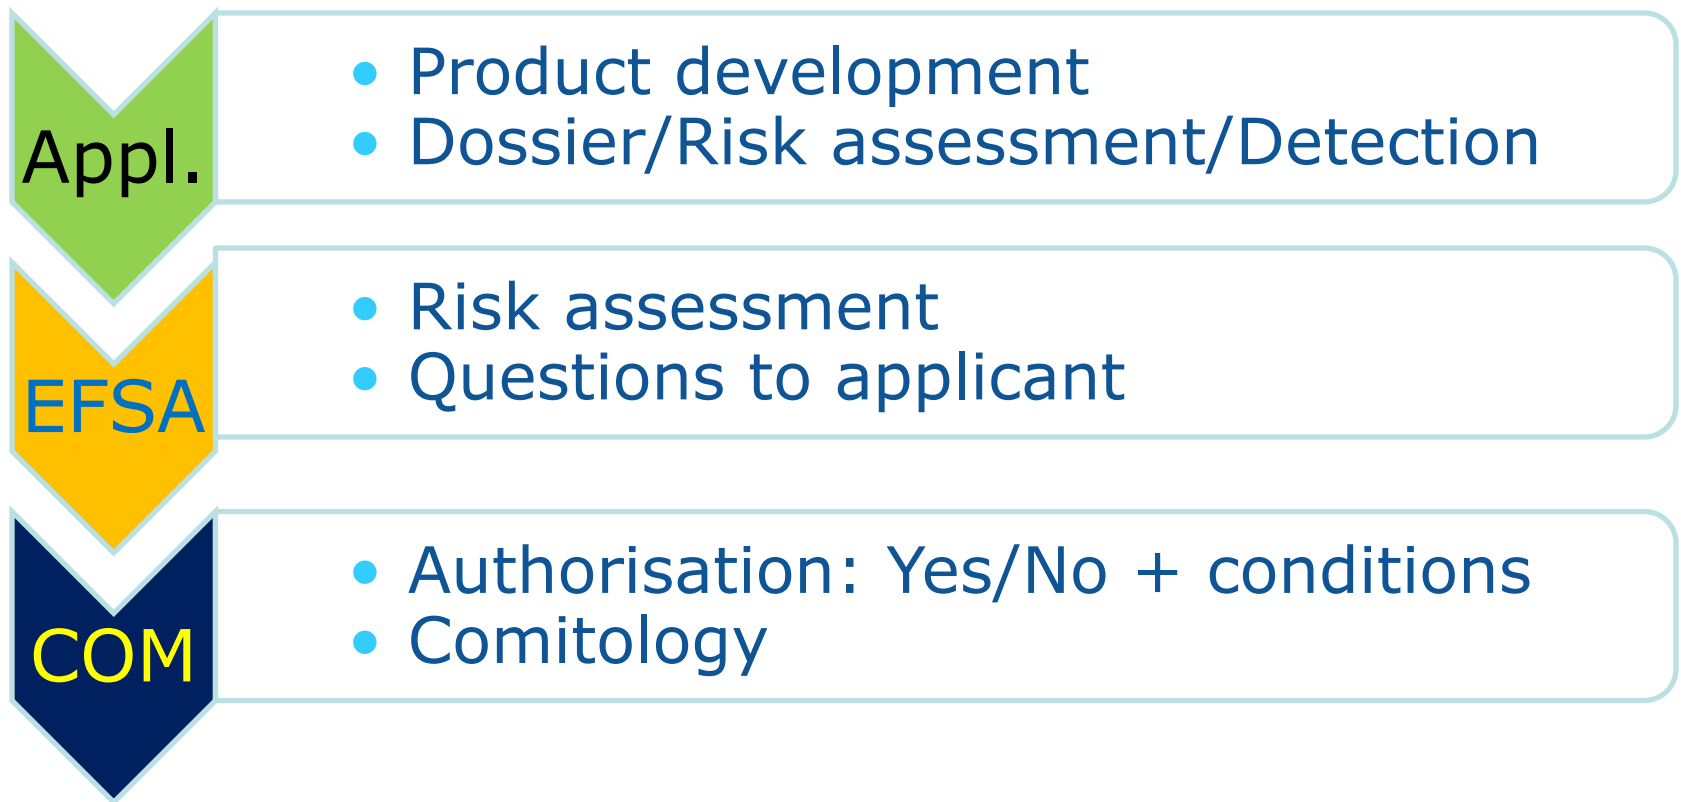 Appl.
• Product development
• Dossier/Risk assessment/Detection
EFSA
• Risk assessment
• Questions to applicant
COM
• Authorisation: Yes/No + conditions
• Comitology